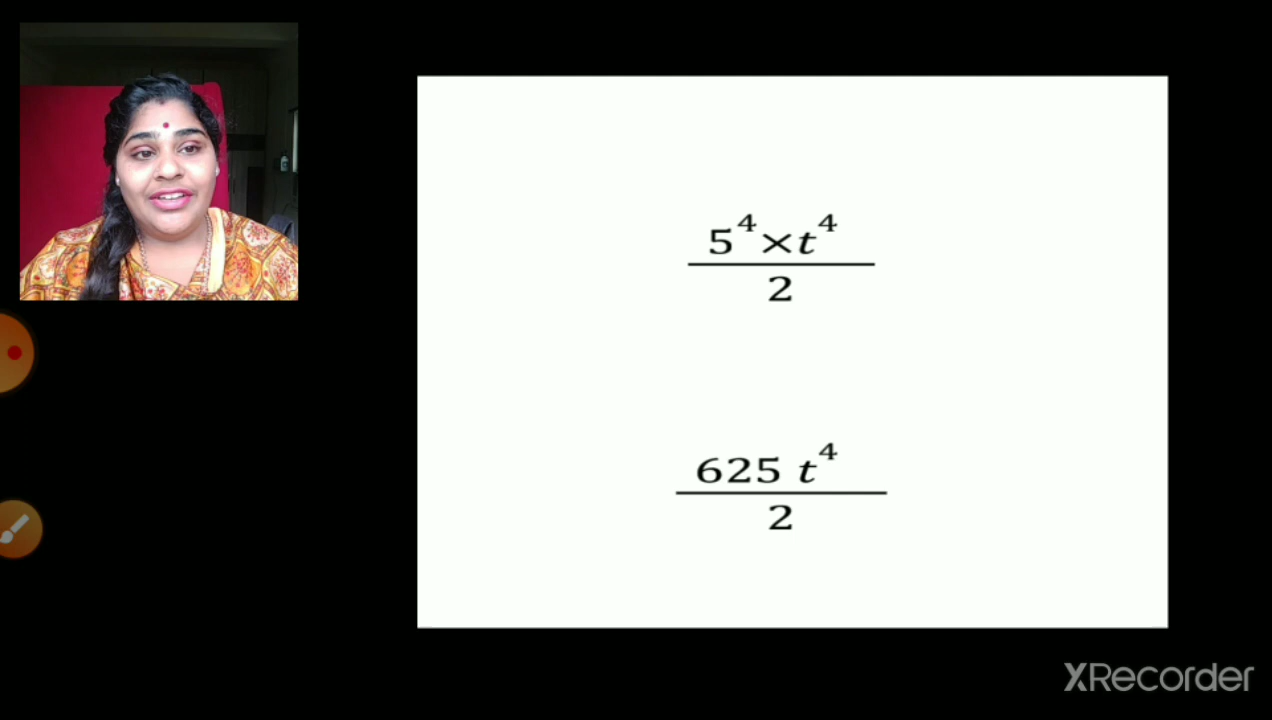 5⁴×t⁴
2
625 t⁴
2
XRecorder